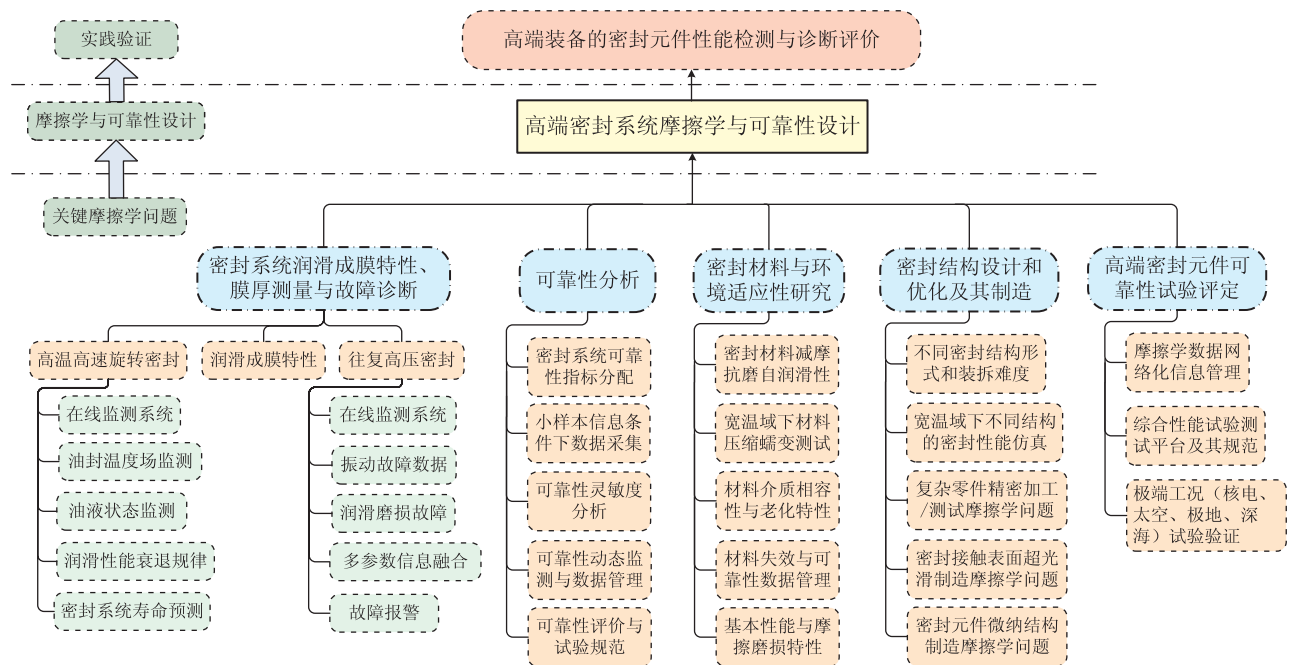 实践验证
高端装备的密封元件性能检测与诊断评价
摩擦学与可靠性设计
高端密封系统摩擦学与可靠性设计
关键摩擦学问题
密封系统润滑成膜特性、
膜厚测量与故障诊断
可靠性分析
密封材料与环
境适应性研究
密封结构设计和
优化及其制造
高端密封元件可
靠性试验评定
高温高速旋转密封
润滑成膜特性
往复高压密封
在线监测系统
油封温度场监测
油液状态监测
润滑性能衰退规律
密封系统寿命预测
在线监测系统
振动故障数据
润滑磨损故障
多参数信息融合
故障报警
密封系统可靠
性指标分配
小样本信息条
件下数据采集
可靠性灵敏度
分析
可靠性动态监
测与数据管理
可靠性评价与
试验规范
密封材料减摩
抗磨自润滑性
宽温域下材料
压缩蠕变测试
材料介质相容
性与老化特性
材料失效与可
靠性数据管理
基本性能与摩
擦磨损特性
不同密封结构形
式和装拆难度
宽温域下不同结构
的密封性能仿真
复杂零件精密加工
/测试摩擦学问题
密封接触表面超光
滑制造摩擦学问题
密封元件微纳结构
制造摩擦学问题
摩擦学数据网
络化信息管理
综合性能试验测
试平台及其规范
极端工况（核电、
太空、极地、深
海）试验验证